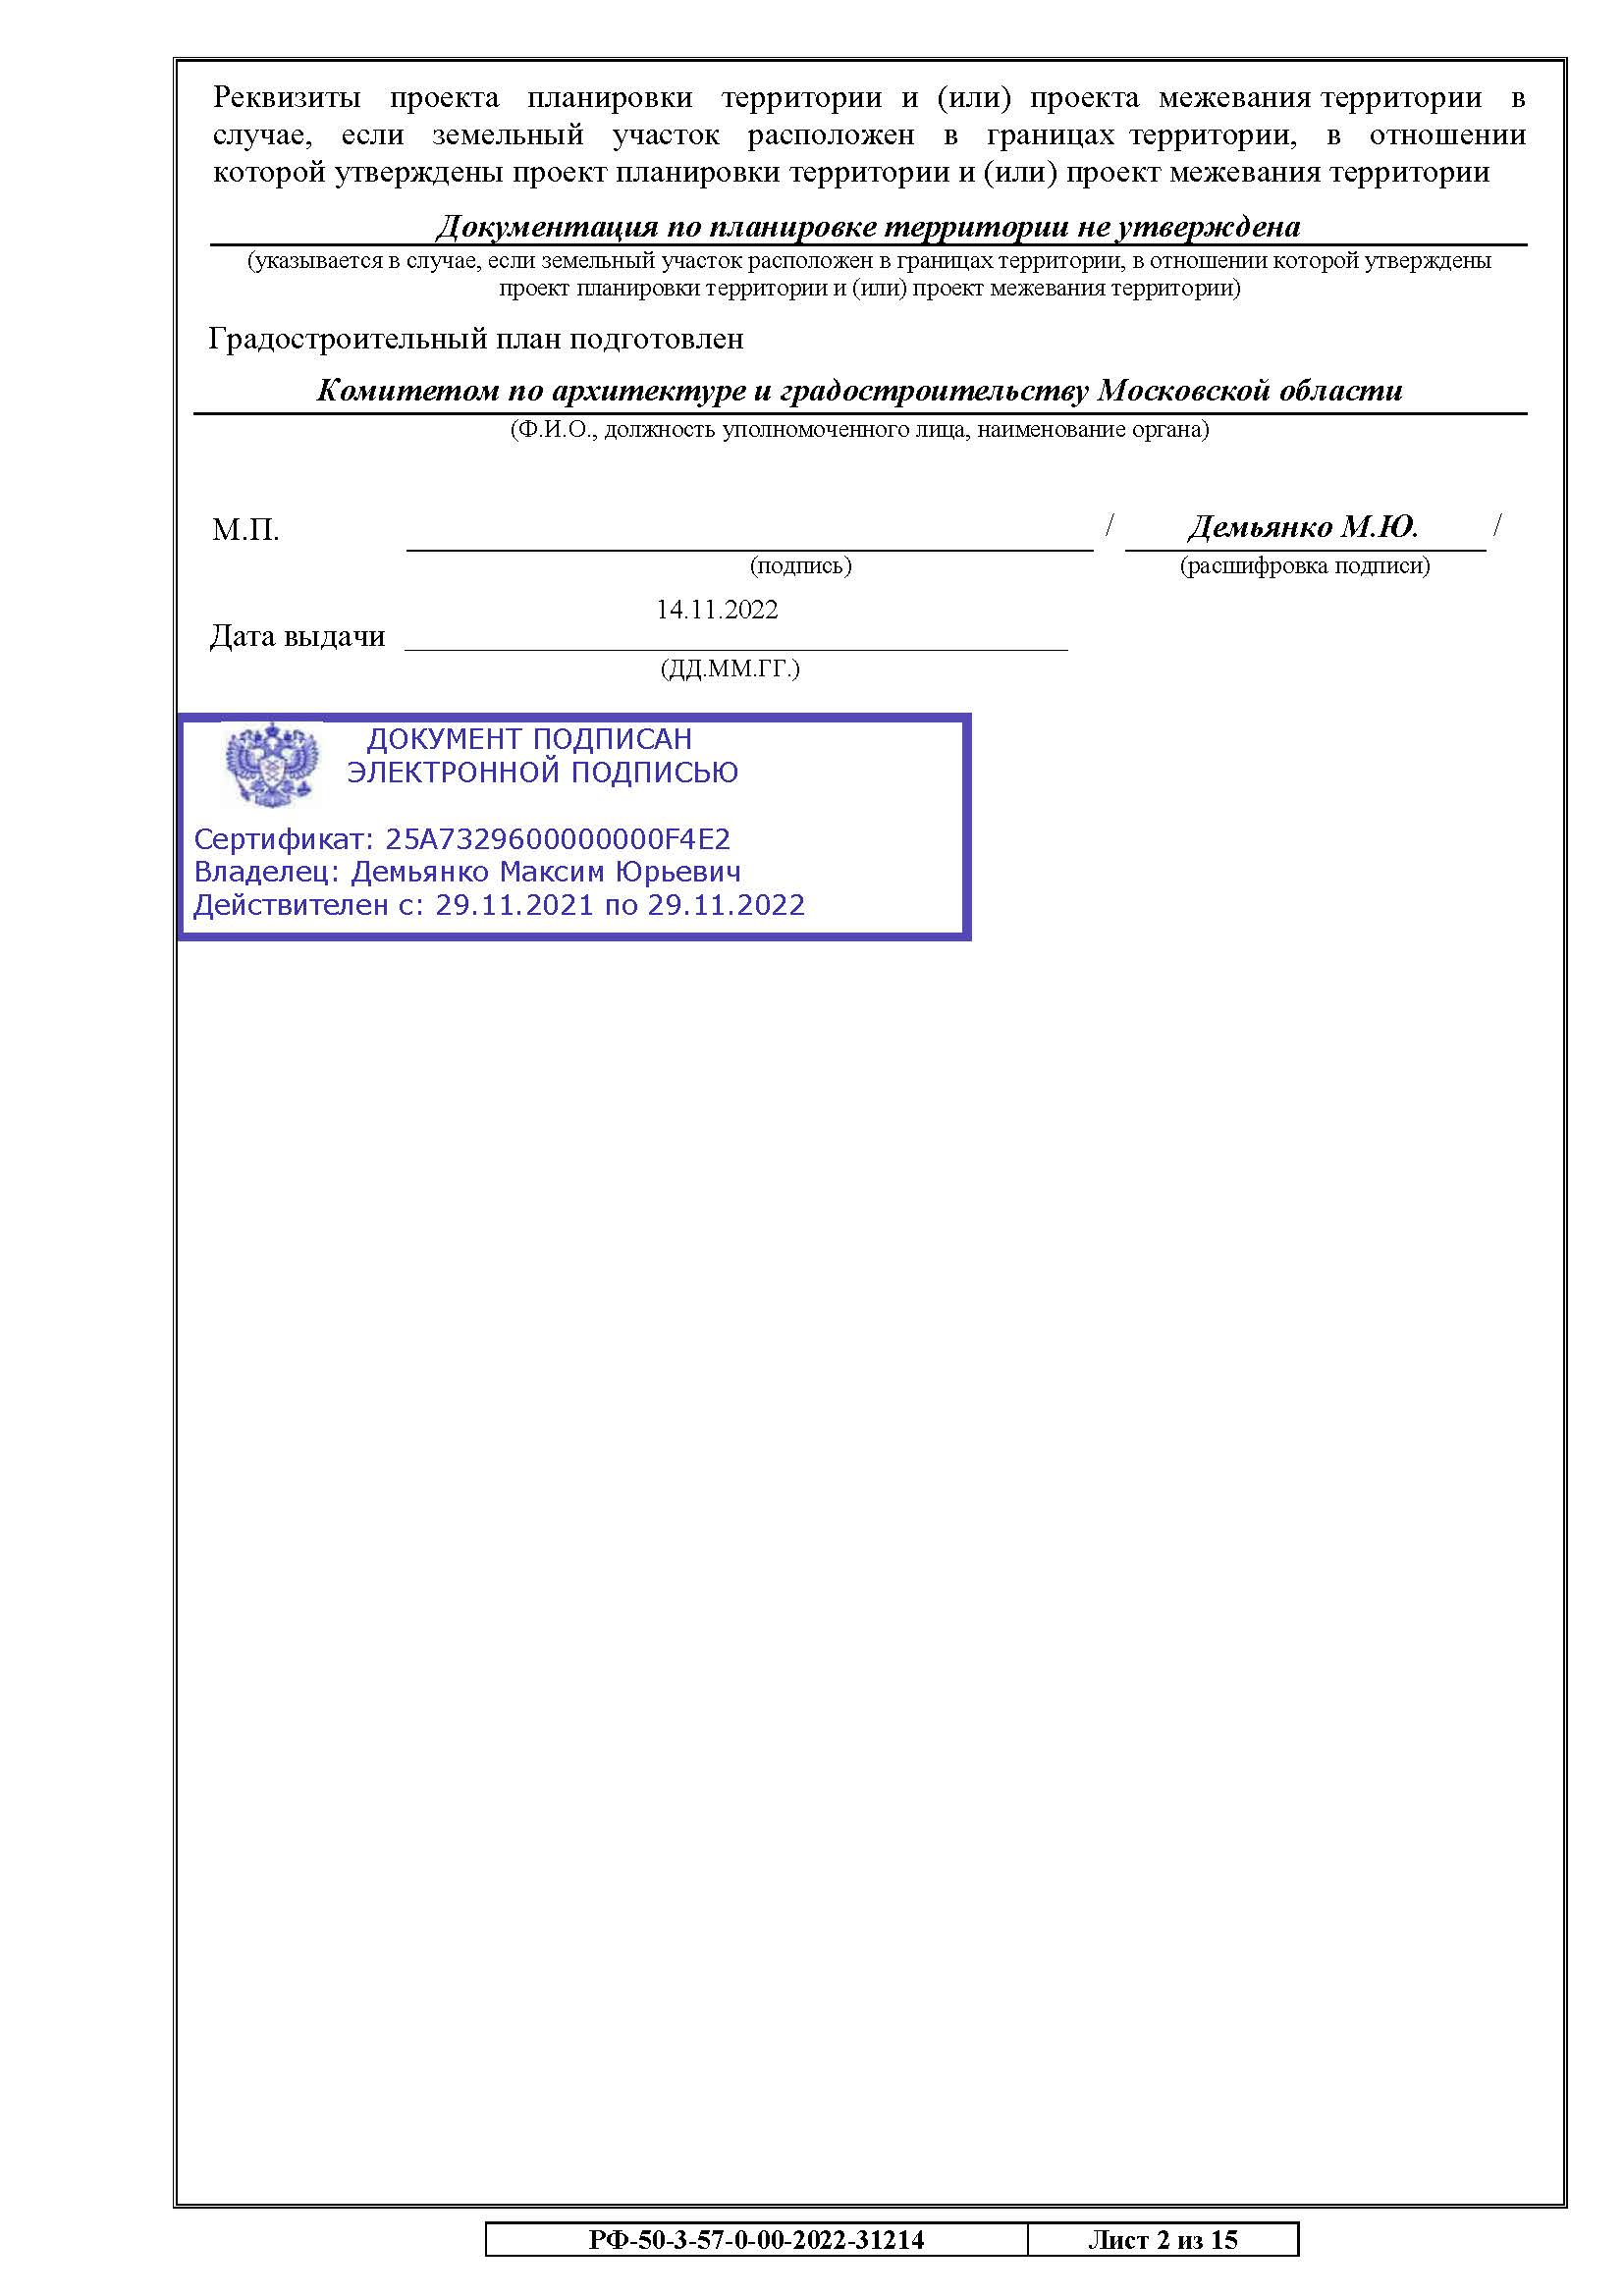 Реквизиты проекта планировки территории и (или) проекта межевания территории в
случае, если земельный участок расположен в границах территории, в отношении
которой утверждены проект планировки территории и (или) проект межевания территории
Документация по планировке территории не утверждена
(указывается в случае, если земельный участок расположен в границах территории, в отношении которой утверждены
проект планировки территории и (или) проект межевания территории)
Градостроительный план подготовлен
Комитетом по архитектуре и градостроительству Московской области
(Ф.И.О., должность уполномоченного лица, наименование органа)
М.П. / Демьянко М.Ю. /
(подпись) (расшифровка подписи)
14.11.2022
Дата выдачи
(ДД.ММ.ГГ.)
ДОКУМЕНТ ПОДПИСАН
ЭЛЕКТРОННОЙ ПОДПИСЬЮ
Сертификат: 25A7329600000000F4E2
Владелец: Демьянко Максим Юрьевич
Действителен с: 29.11.2021 по 29.11.2022
РФ-50-3-57-0-00-2022-31214 Лист 2 из 15